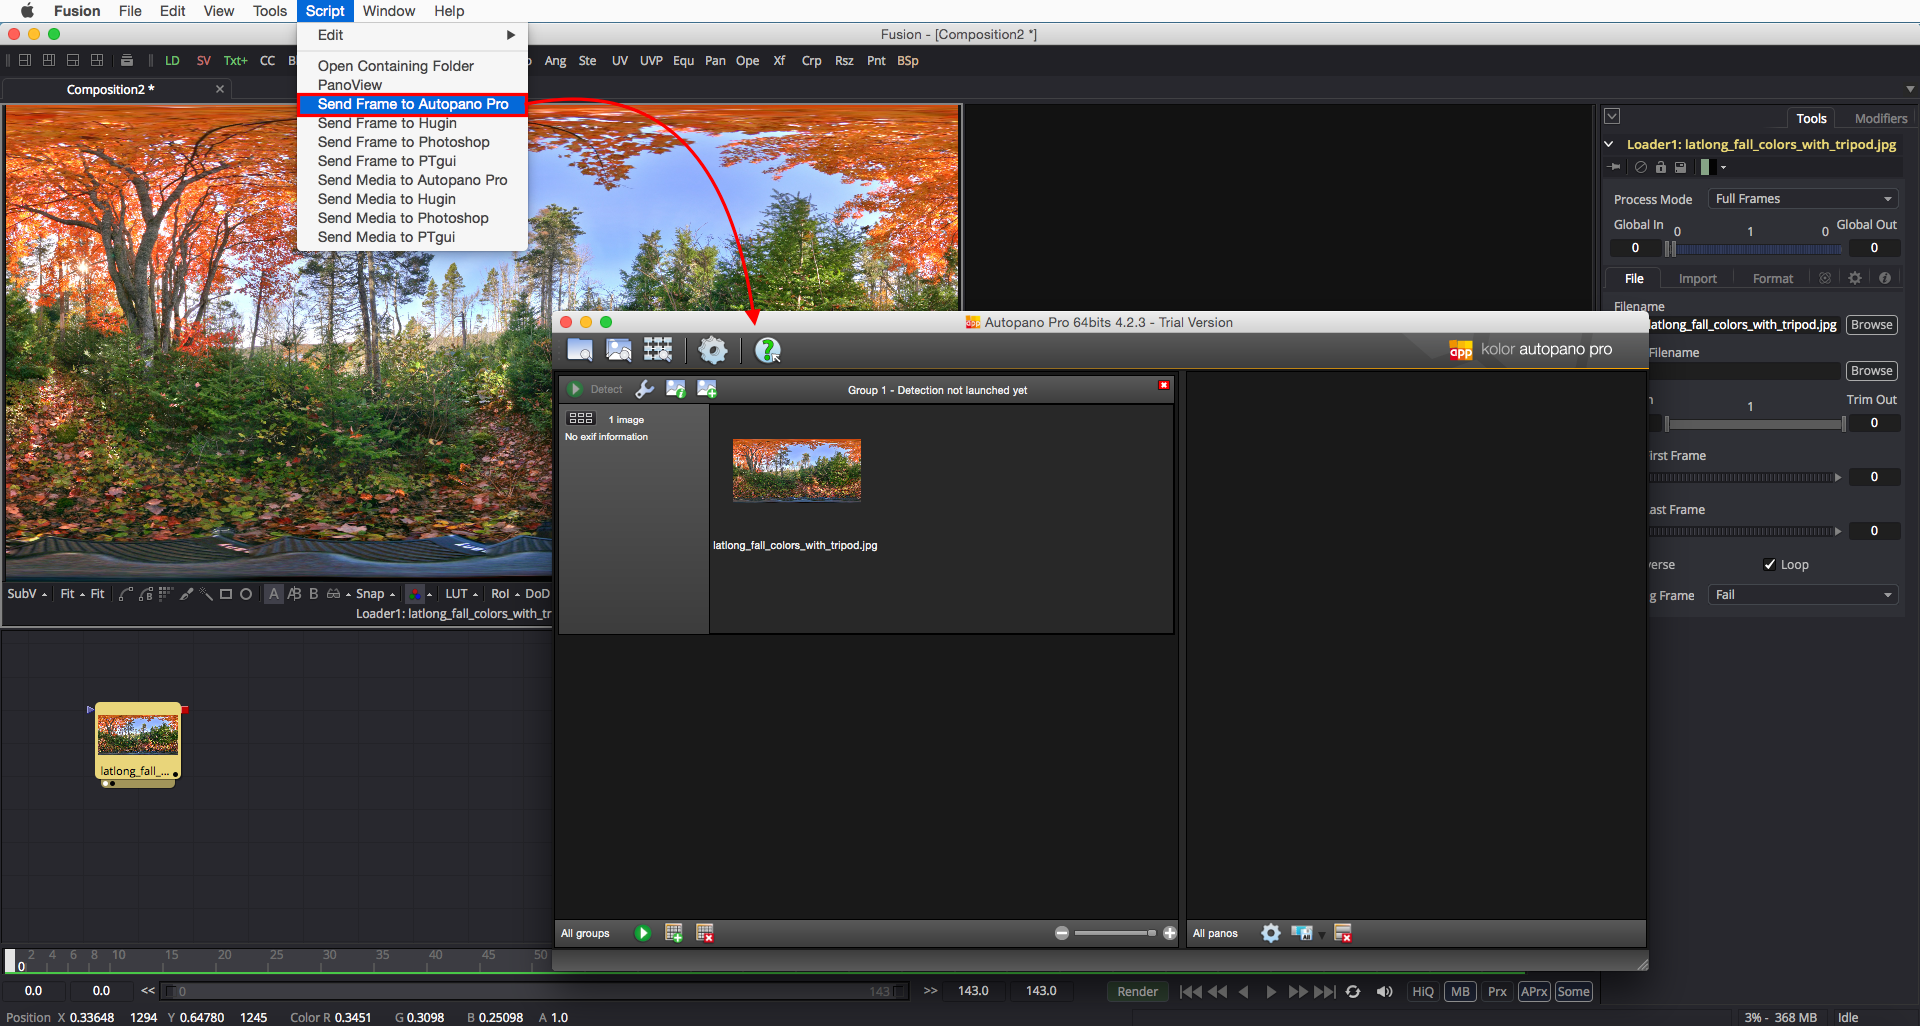 Fusion File Edit View Tools Script Window Help
Fusion - [Composition2 *]
LD SV Txt+ CC Ang Ste UV UVP Equ Pan Ope Xf Crp Rsz Pnt BSp
Composition2 *
Edit
Open Containing Folder
PanoView
Send Frame to Autopano Pro
Send Frame to Hugin
Send Frame to Photoshop
Send Frame to PTgui
Send Media to Autopano Pro
Send Media to Hugin
Send Media to Photoshop
Send Media to PTgui
Tools Modifiers
Loader1: latlong_fall_colors_with_tripod.jpg
Process Mode Full Frames
Global In 0 1 0 Global Out
0 0
File Import Format
Filename
latlong_fall_colors_with_tripod.jpg Browse
Filename
Browse
1 Trim Out
0
irst Frame
0
ast Frame
0
erse Loop
g Frame Fail
Autopano Pro 64bits 4.2.3 - Trial Version
app kolor autopano pro
Detect
Group 1 - Detection not launched yet
1 image
No exif information
latlong_fall_colors_with_tripod.jpg
All groups
All panos
SubV Fit Fit A B Snap LUT RoI DoD
Loader1: latlong_fall_colors_with_tr
latlong_fall_...
0 2 4 6 8 10 15 20 25 30 35 40 45 50
0.0 0.0 << 0 143 >> 143.0 143.0 Render HiQ MB Prx APrx Some
Position X 0.33648 1294 Y 0.64780 1245 Color R 0.3451 G 0.3098 B 0.25098 A 1.0
3% - 368 MB Idle